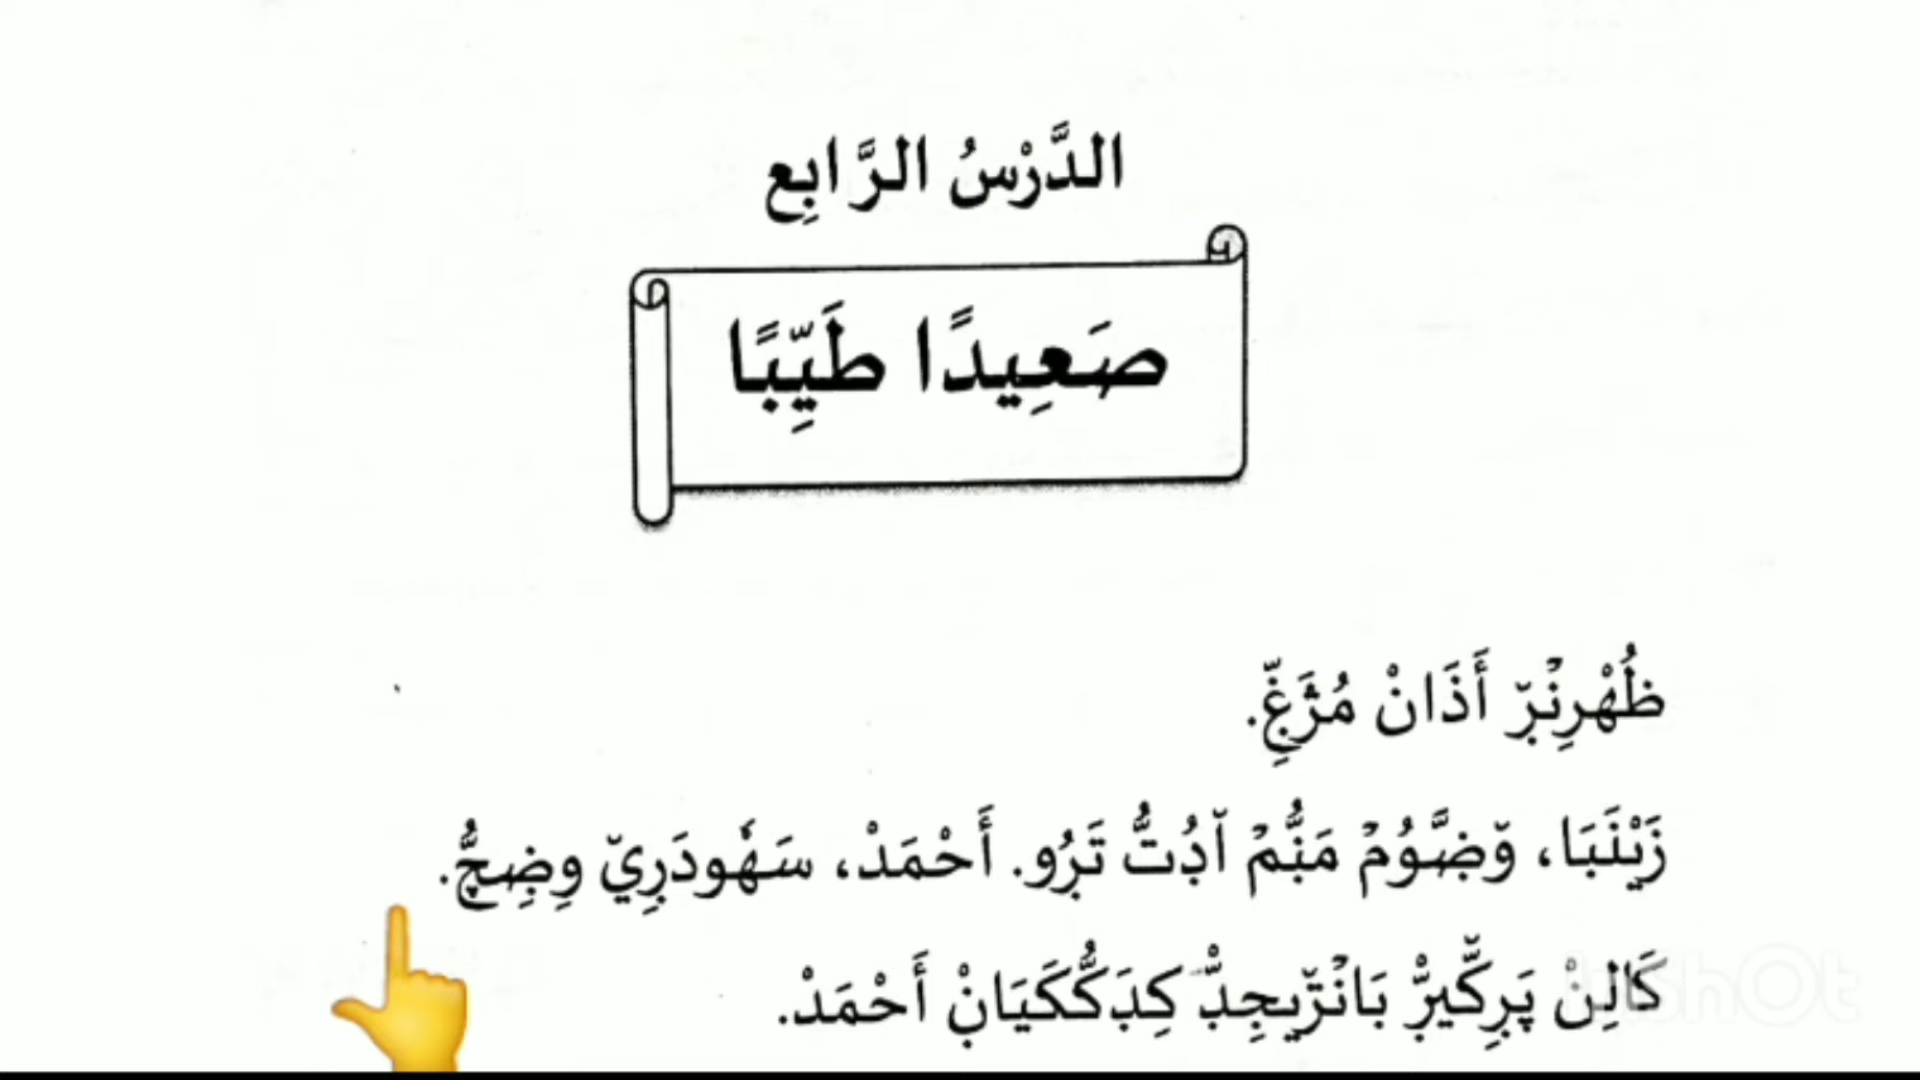 الدَّرْسُ الرَّابِع
صَعِيدًا طَيِّبًا
ظُهْرِنْرٜ أَذَانْ مُژَغِّ.
زَيْنَبَا، وٚضَّوُمْ مَنُّمْ آدُتُّ تَرُو. أَحْمَدْ، سَهٗودَرِيٚ وِضِچُّ.
كَالِنْ پَرِكّٚيرْ بَانْرٚيجِدّْ كِدَكُّكَيَانْ أَحْمَدْ.